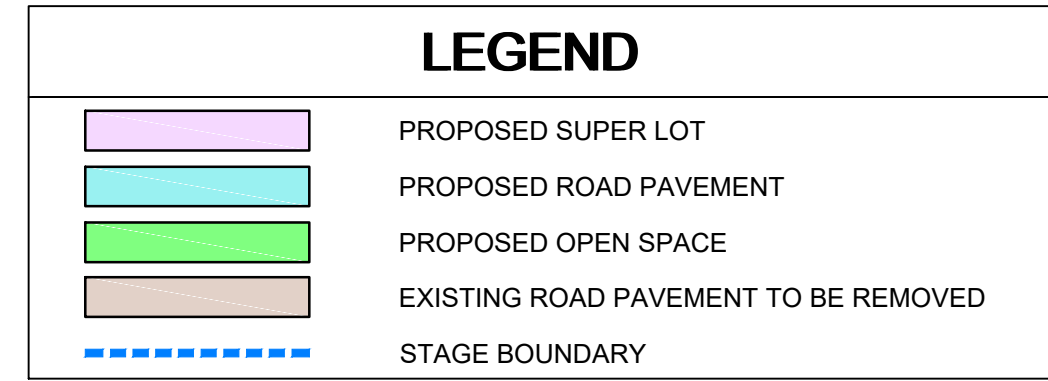 LEGEND
PROPOSED SUPER LOT
PROPOSED ROAD PAVEMENT
PROPOSED OPEN SPACE
EXISTING ROAD PAVEMENT TO BE REMOVED
STAGE BOUNDARY